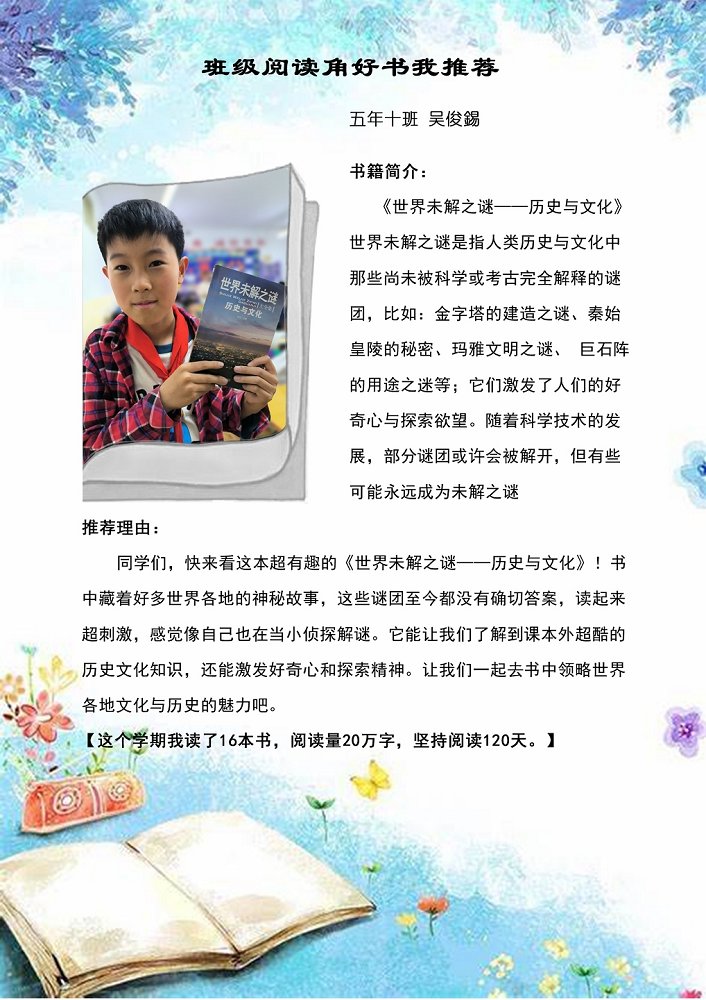 班级阅读角好书我推荐
五年十班 吴俊錫
书籍简介：
《世界未解之谜——历史与文化》
世界未解之谜是指人类历史与文化中
那些尚未被科学或考古完全解释的谜
团，比如：金字塔的建造之谜、秦始
皇陵的秘密、玛雅文明之谜、 巨石阵
的用途之迷等；它们激发了人们的好
奇心与探索欲望。随着科学技术的发
展，部分谜团或许会被解开，但有些
可能永远成为未解之谜
世界未解之谜
历史与文化
推荐理由：
同学们，快来看这本超有趣的《世界未解之谜——历史与文化》！书
中藏着好多世界各地的神秘故事，这些谜团至今都没有确切答案，读起来
超刺激，感觉像自己也在当小侦探解谜。它能让我们了解到课本外超酷的
历史文化知识，还能激发好奇心和探索精神。让我们一起去书中领略世界
各地文化与历史的魅力吧。
【这个学期我读了16本书，阅读量20万字，坚持阅读120天。】